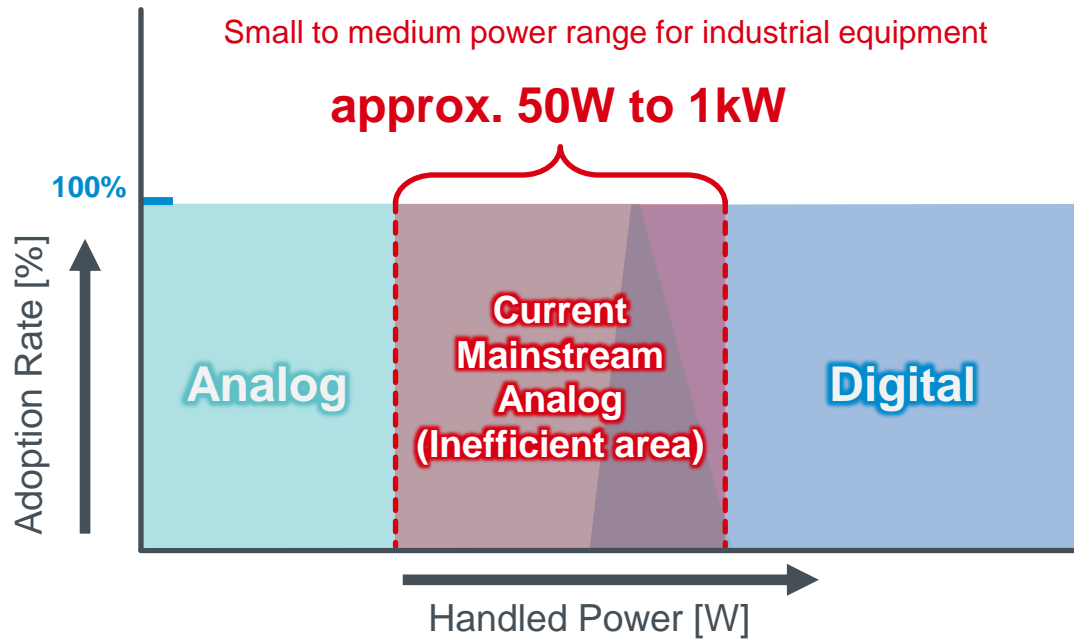 Small to medium power range for industrial equipment
approx. 50W to 1kW
100%
Adoption Rate [%]
Analog
Current
Mainstream
Analog
(Inefficient area)
Digital
Handled Power [W]